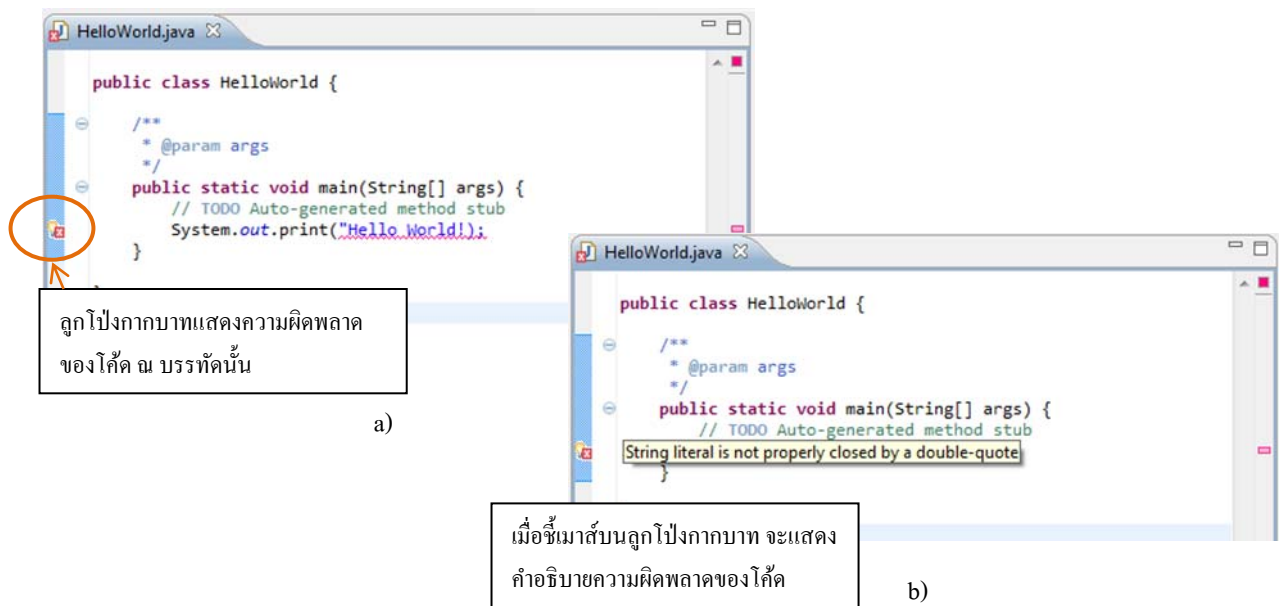 HelloWorld.java
public class HelloWorld {
/**
* @param args
*/
public static void main(String[] args) {
// TODO Auto-generated method stub
System.out.print("Hello World!);
}
ลูกโป่งกากบาทแสดงความผิดพลาด
ของโค้ด ณ บรรทัดนั้น
a)
HelloWorld.java
public class HelloWorld {
/**
* @param args
*/
public static void main(String[] args) {
// TODO Auto-generated method stub
String literal is not properly closed by a double-quote
}
เมื่อชี้เมาส์บนลูกโป่งกากบาท จะแสดง
คำอธิบายความผิดพลาดของโค้ด
b)